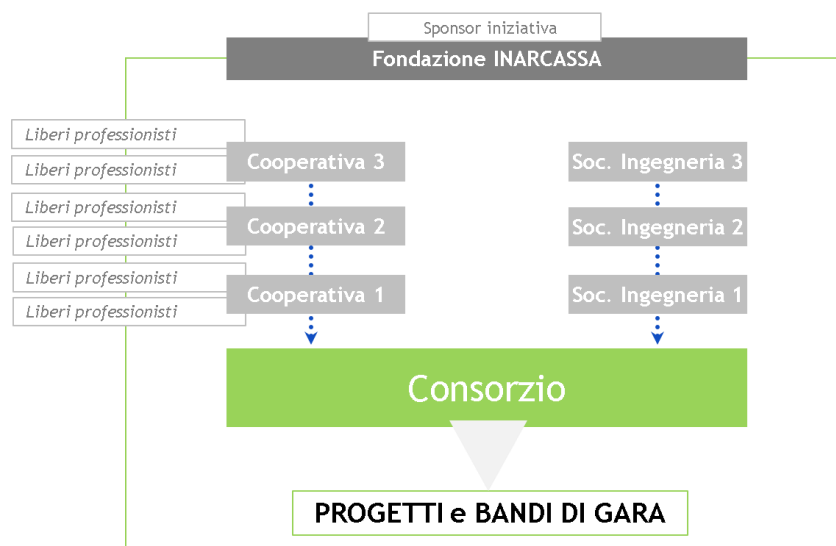 Sponsor iniziativa
Fondazione INARCASSA
Liberi professionisti
Liberi professionisti
Cooperativa 3
Soc. Ingegneria 3
Liberi professionisti
Liberi professionisti
Cooperativa 2
Soc. Ingegneria 2
Liberi professionisti
Liberi professionisti
Cooperativa 1
Soc. Ingegneria 1
Consorzio
PROGETTI e BANDI DI GARA